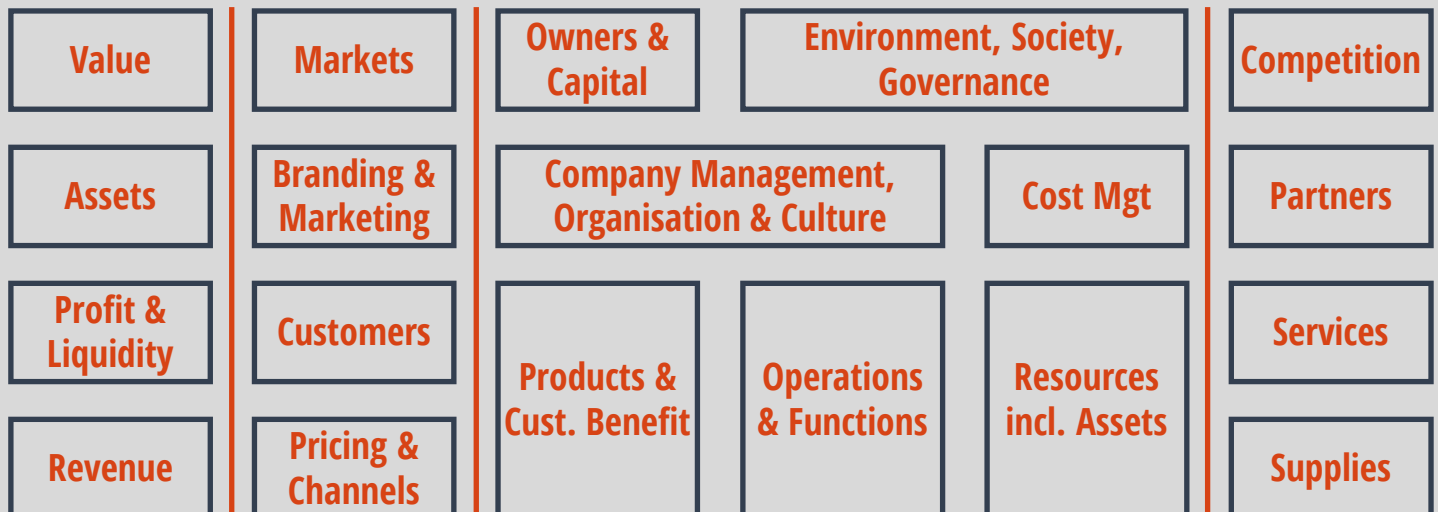 Value
Markets
Owners &
Capital
Environment, Society,
Governance
Competition
Assets
Branding &
Marketing
Company Management,
Organisation & Culture
Cost Mgt
Partners
Profit &
Liquidity
Customers
Products &
Cust. Benefit
Operations
& Functions
Resources
incl. Assets
Services
Revenue
Pricing &
Channels
Supplies